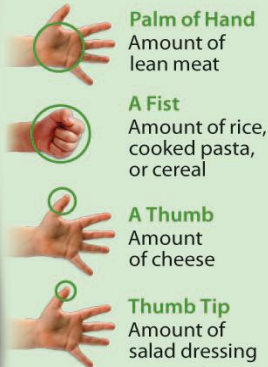 Palm of Hand
Amount of
lean meat
A Fist
Amount of rice,
cooked pasta,
or cereal
A Thumb
Amount
of cheese
Thumb Tip
Amount of
salad dressing